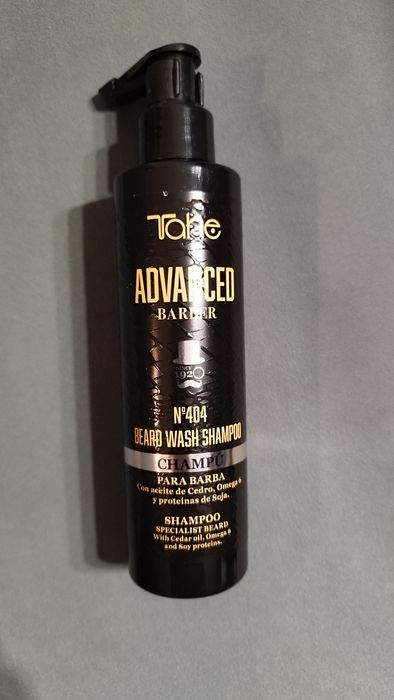 Tahe
ADVANCED
BARBER
SINCE
1920
Nº404
BEARD WASH SHAMPOO
CHAMPÚ
PARA BARBA
Con aceite de Cedro, Omega 6
y proteínas de Soja.
SHAMPOO
SPECIALIST BEARD
With Cedar oil, Omega 6
and Soy proteins.